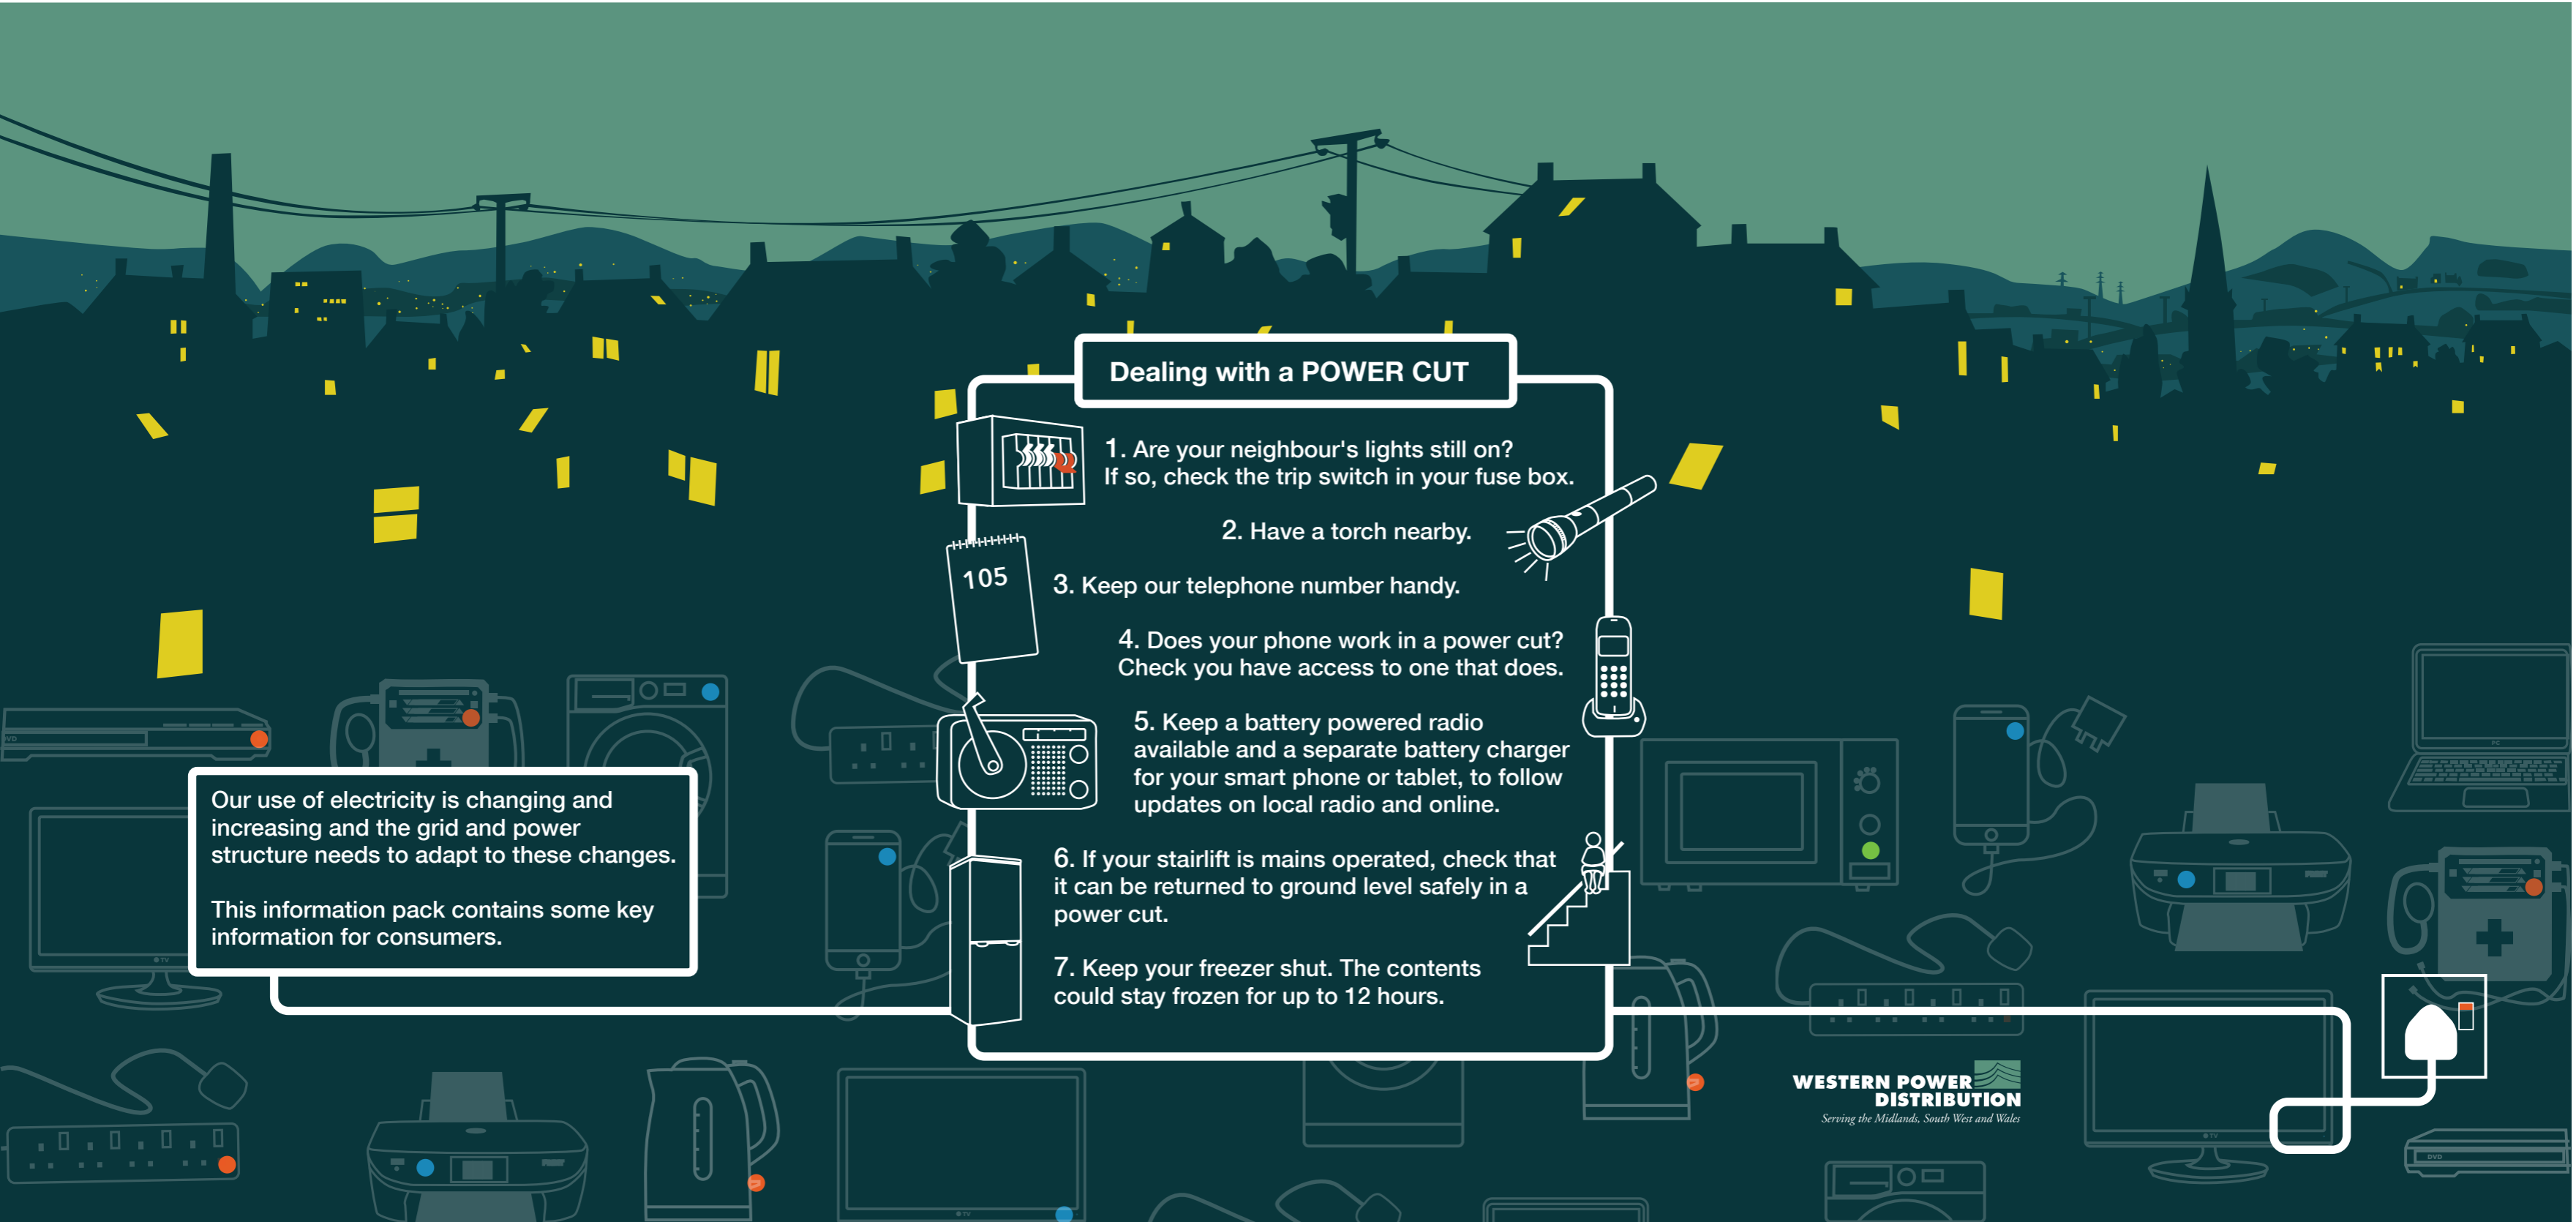 Dealing with a POWER CUT
1. Are your neighbour's lights still on?
If so, check the trip switch in your fuse box.
2. Have a torch nearby.
105
3. Keep our telephone number handy.
4. Does your phone work in a power cut?
Check you have access to one that does.
5. Keep a battery powered radio
available and a separate battery charger
for your smart phone or tablet, to follow
updates on local radio and online.
6. If your stairlift is mains operated, check that
it can be returned to ground level safely in a
power cut.
7. Keep your freezer shut. The contents
could stay frozen for up to 12 hours.
Our use of electricity is changing and
increasing and the grid and power
structure needs to adapt to these changes.
This information pack contains some key
information for consumers.
WESTERN POWER
DISTRIBUTION
Serving the Midlands, South West and Wales
DVD
TV
PC
TV
TV
DVD